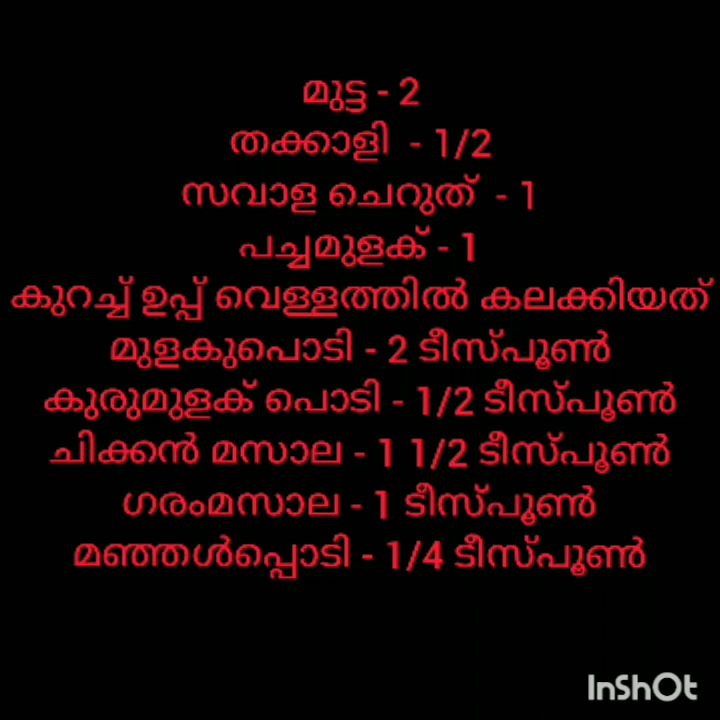 മുട്ട - 2
തക്കാളി - 1/2
സവാള ചെറുത് - 1
പച്ചമുളക് - 1
കുറച്ച് ഉപ്പ് വെള്ളത്തിൽ കലക്കിയത്
മുളകുപൊടി - 2 ടീസ്പൂൺ
കുരുമുളക് പൊടി - 1/2 ടീസ്പൂൺ
ചിക്കൻ മസാല - 1 1/2 ടീസ്പൂൺ
ഗരംമസാല - 1 ടീസ്പൂൺ
മഞ്ഞൾപ്പൊടി - 1/4 ടീസ്പൂൺ
InShOt